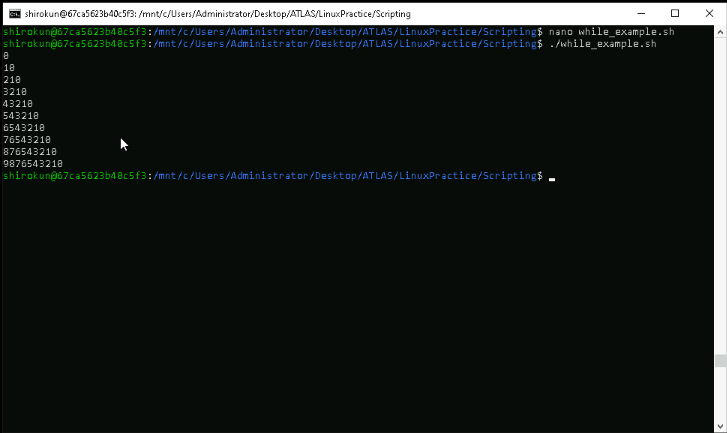 shirokun@67ca5623b40c5f3: /mnt/c/Users/Administrator/Desktop/ATLAS/LinuxPractice/Scripting
shirokun@67ca5623b40c5f3:/mnt/c/Users/Administrator/Desktop/ATLAS/LinuxPractice/Scripting$ nano while_example.sh
shirokun@67ca5623b40c5f3:/mnt/c/Users/Administrator/Desktop/ATLAS/LinuxPractice/Scripting$ ./while_example.sh
0
10
210
3210
43210
543210
6543210
76543210
876543210
9876543210
shirokun@67ca5623b40c5f3:/mnt/c/Users/Administrator/Desktop/ATLAS/LinuxPractice/Scripting$